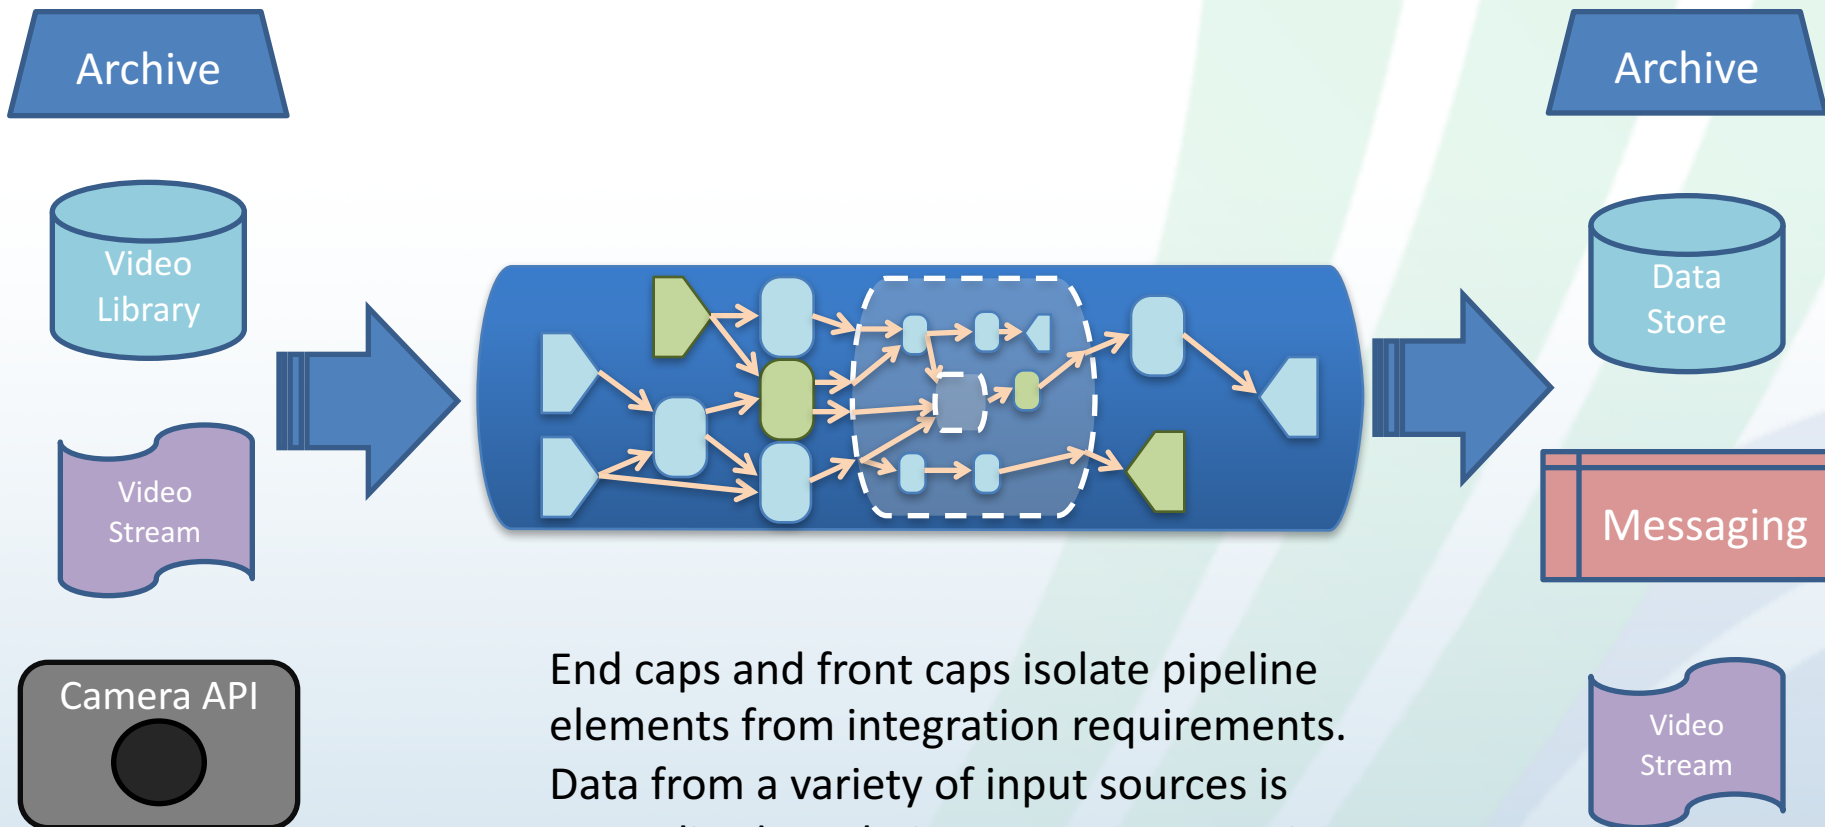 Archive
Video
Library
Video
Stream
Camera API
End caps and front caps isolate pipeline
elements from integration requirements.
Data from a variety of input sources is
Archive
Data
Store
Messaging
Video
Stream